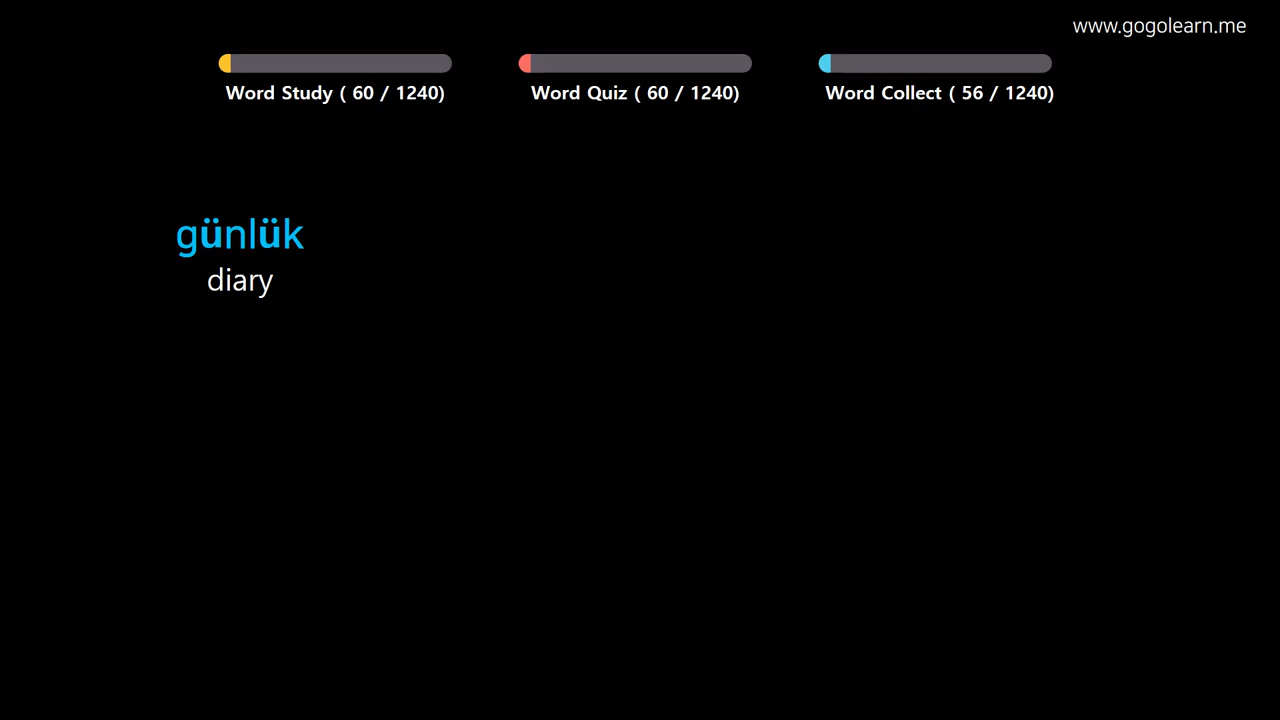 www.gogolearn.me
Word Study ( 60 / 1240)
Word Quiz ( 60 / 1240)
Word Collect ( 56 / 1240)
günlük
diary